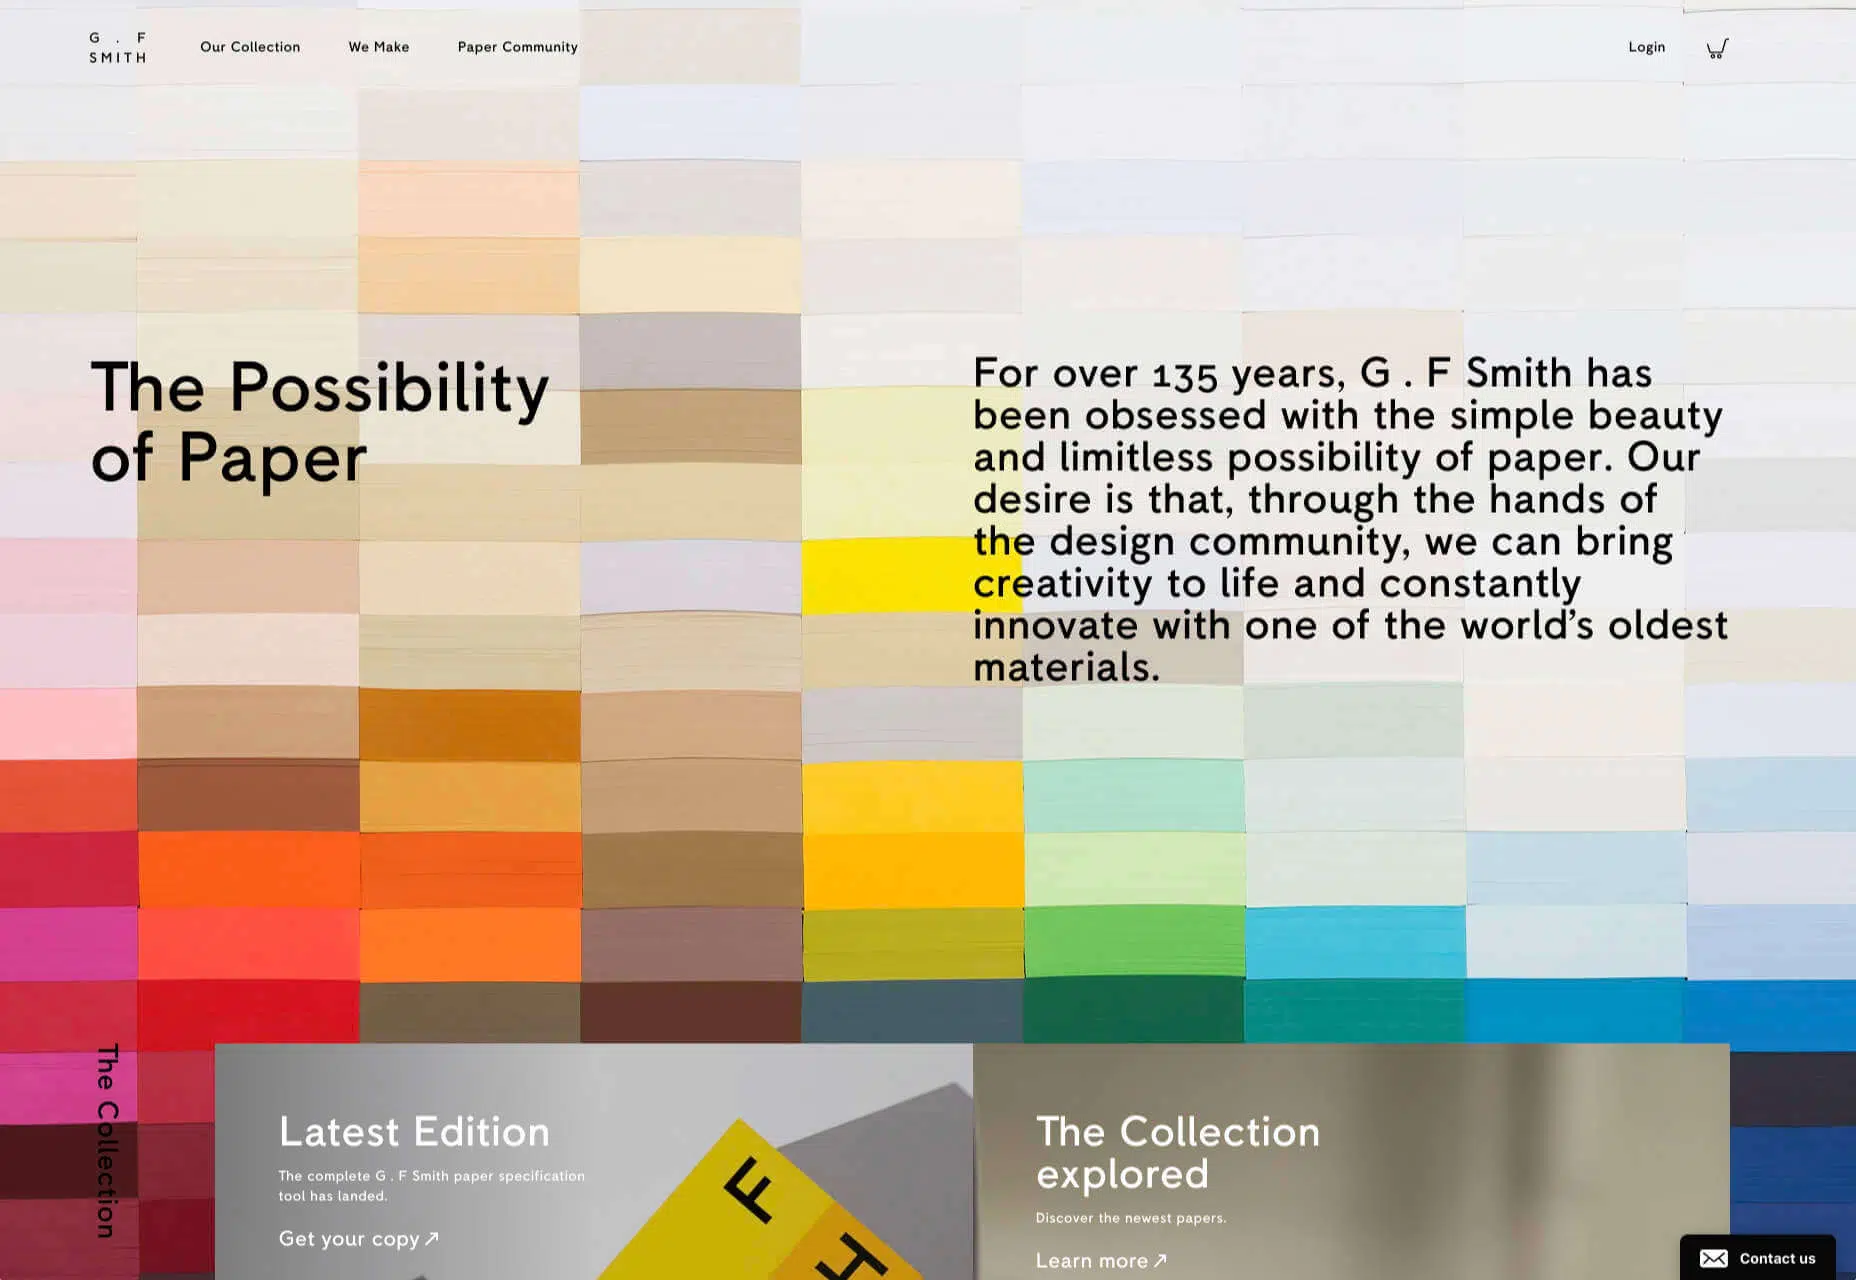 G . F
SMITH
Our Collection
We Make
Paper Community
Login
The Possibility
of Paper
For over 135 years, G . F Smith has
been obsessed with the simple beauty
and limitless possibility of paper. Our
desire is that, through the hands of
the design community, we can bring
creativity to life and constantly
innovate with one of the world’s oldest
materials.
The Collection
Latest Edition
The complete G . F Smith paper specification
tool has landed.
Get your copy ↗
F
H
The Collection
explored
Discover the newest papers.
Learn more ↗
Contact us